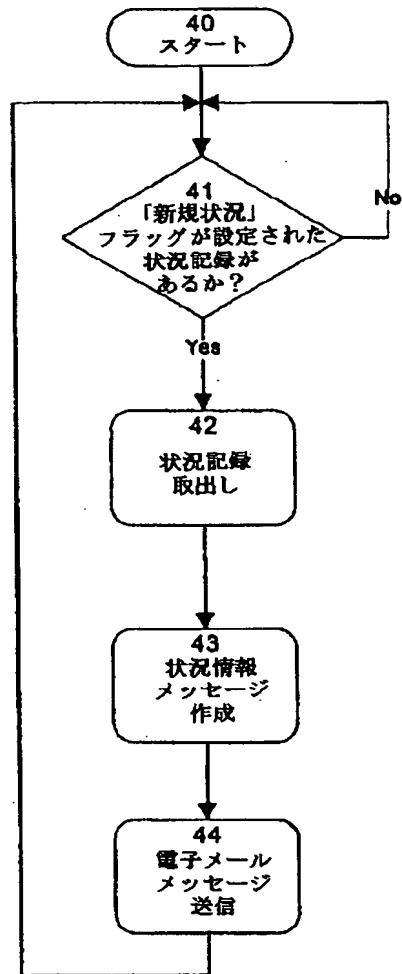 40
スタート
41
「新規状況」
フラッグが設定された
状況記録が
あるか?
No
Yes
42
状況記録
取出し
43
状況情報
メッセージ
作成
44
電子メール
メッセージ
送信